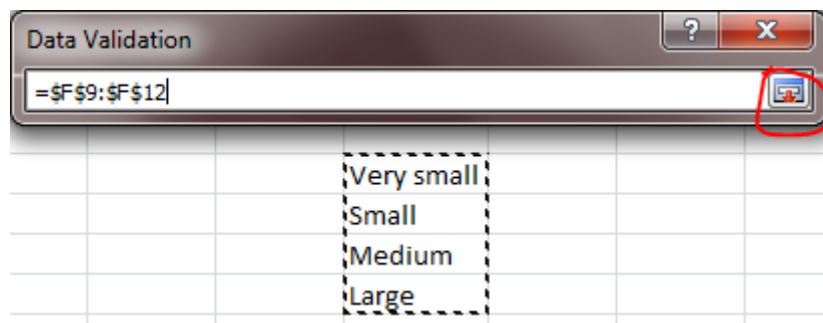 Data Validation
?
=$F$9:$F$12
Very small
Small
Medium
Large